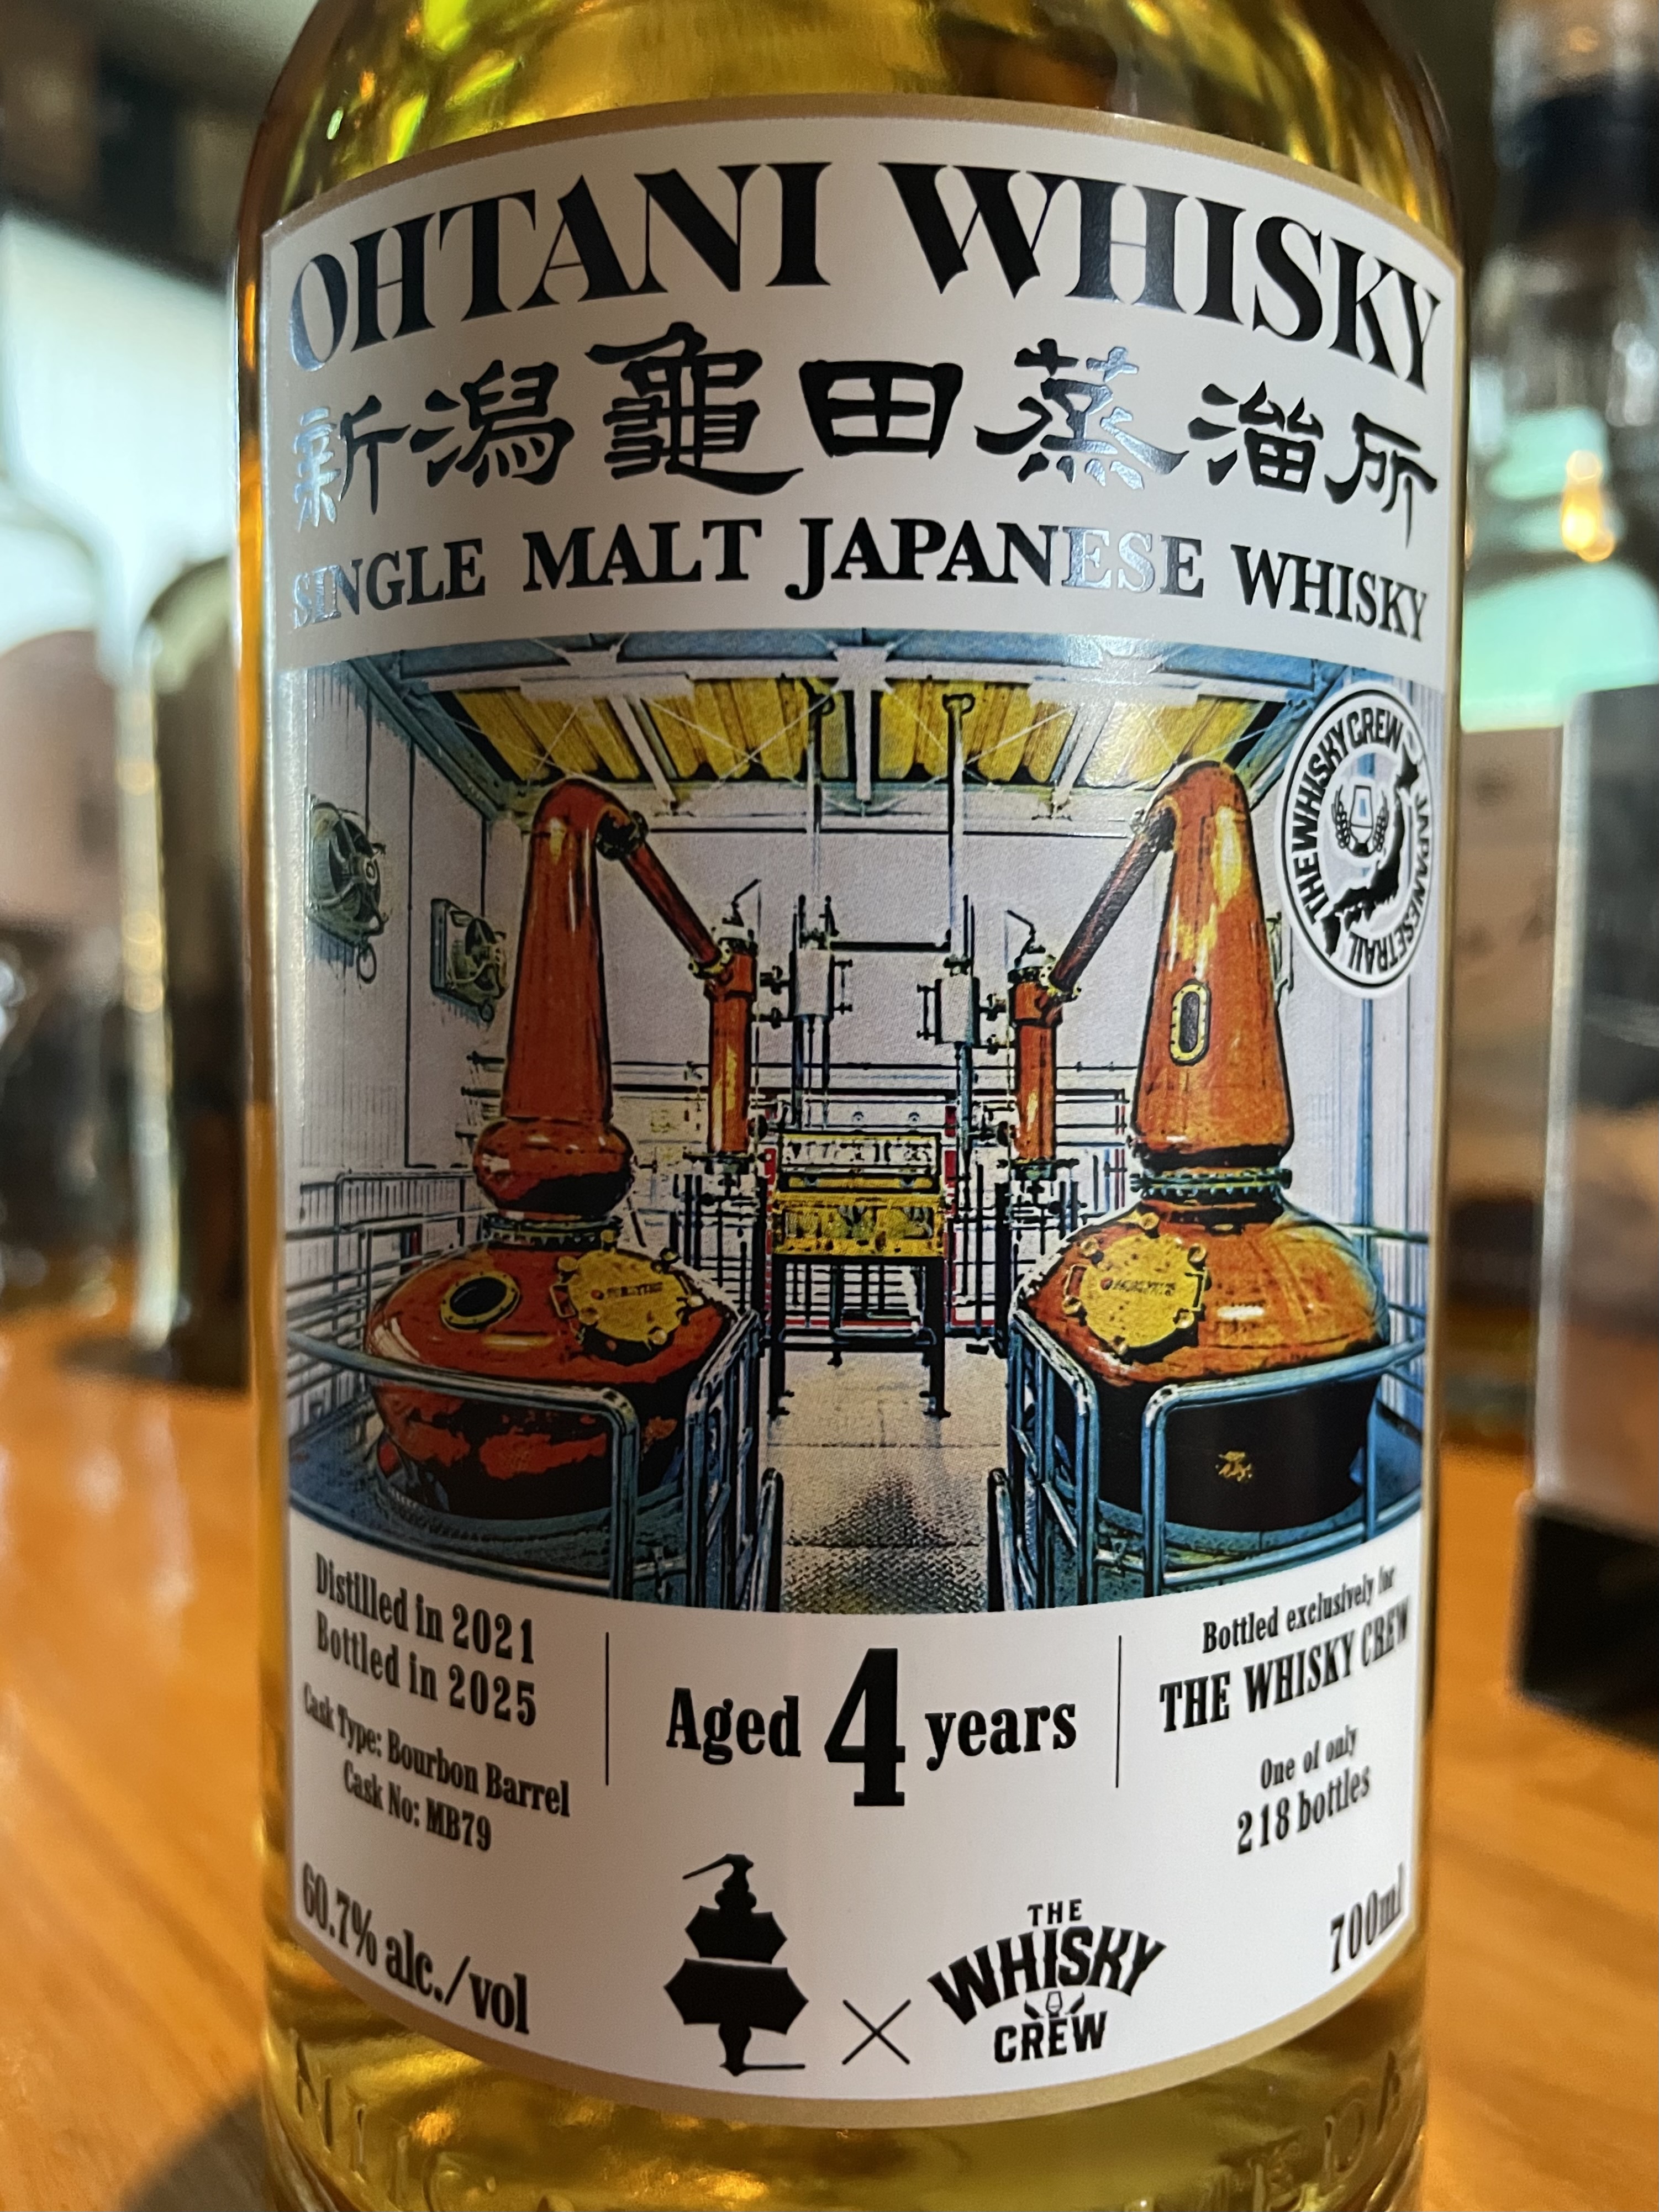 OHTANI WHISKY
新潟龜田蒸溜所
SINGLE MALT JAPANESE WHISKY
THE WHISKY CREW
JAPANESE TRAIL
Distilled in 2021
Bottled in 2025
Cask Type: Bourbon Barrel
Cask No: MB79
60.7% alc./vol
Aged 4 years
Bottled exclusively for
THE WHISKY CREW
One of only
218 bottles
700ml
×
THE
WHISKY
CREW